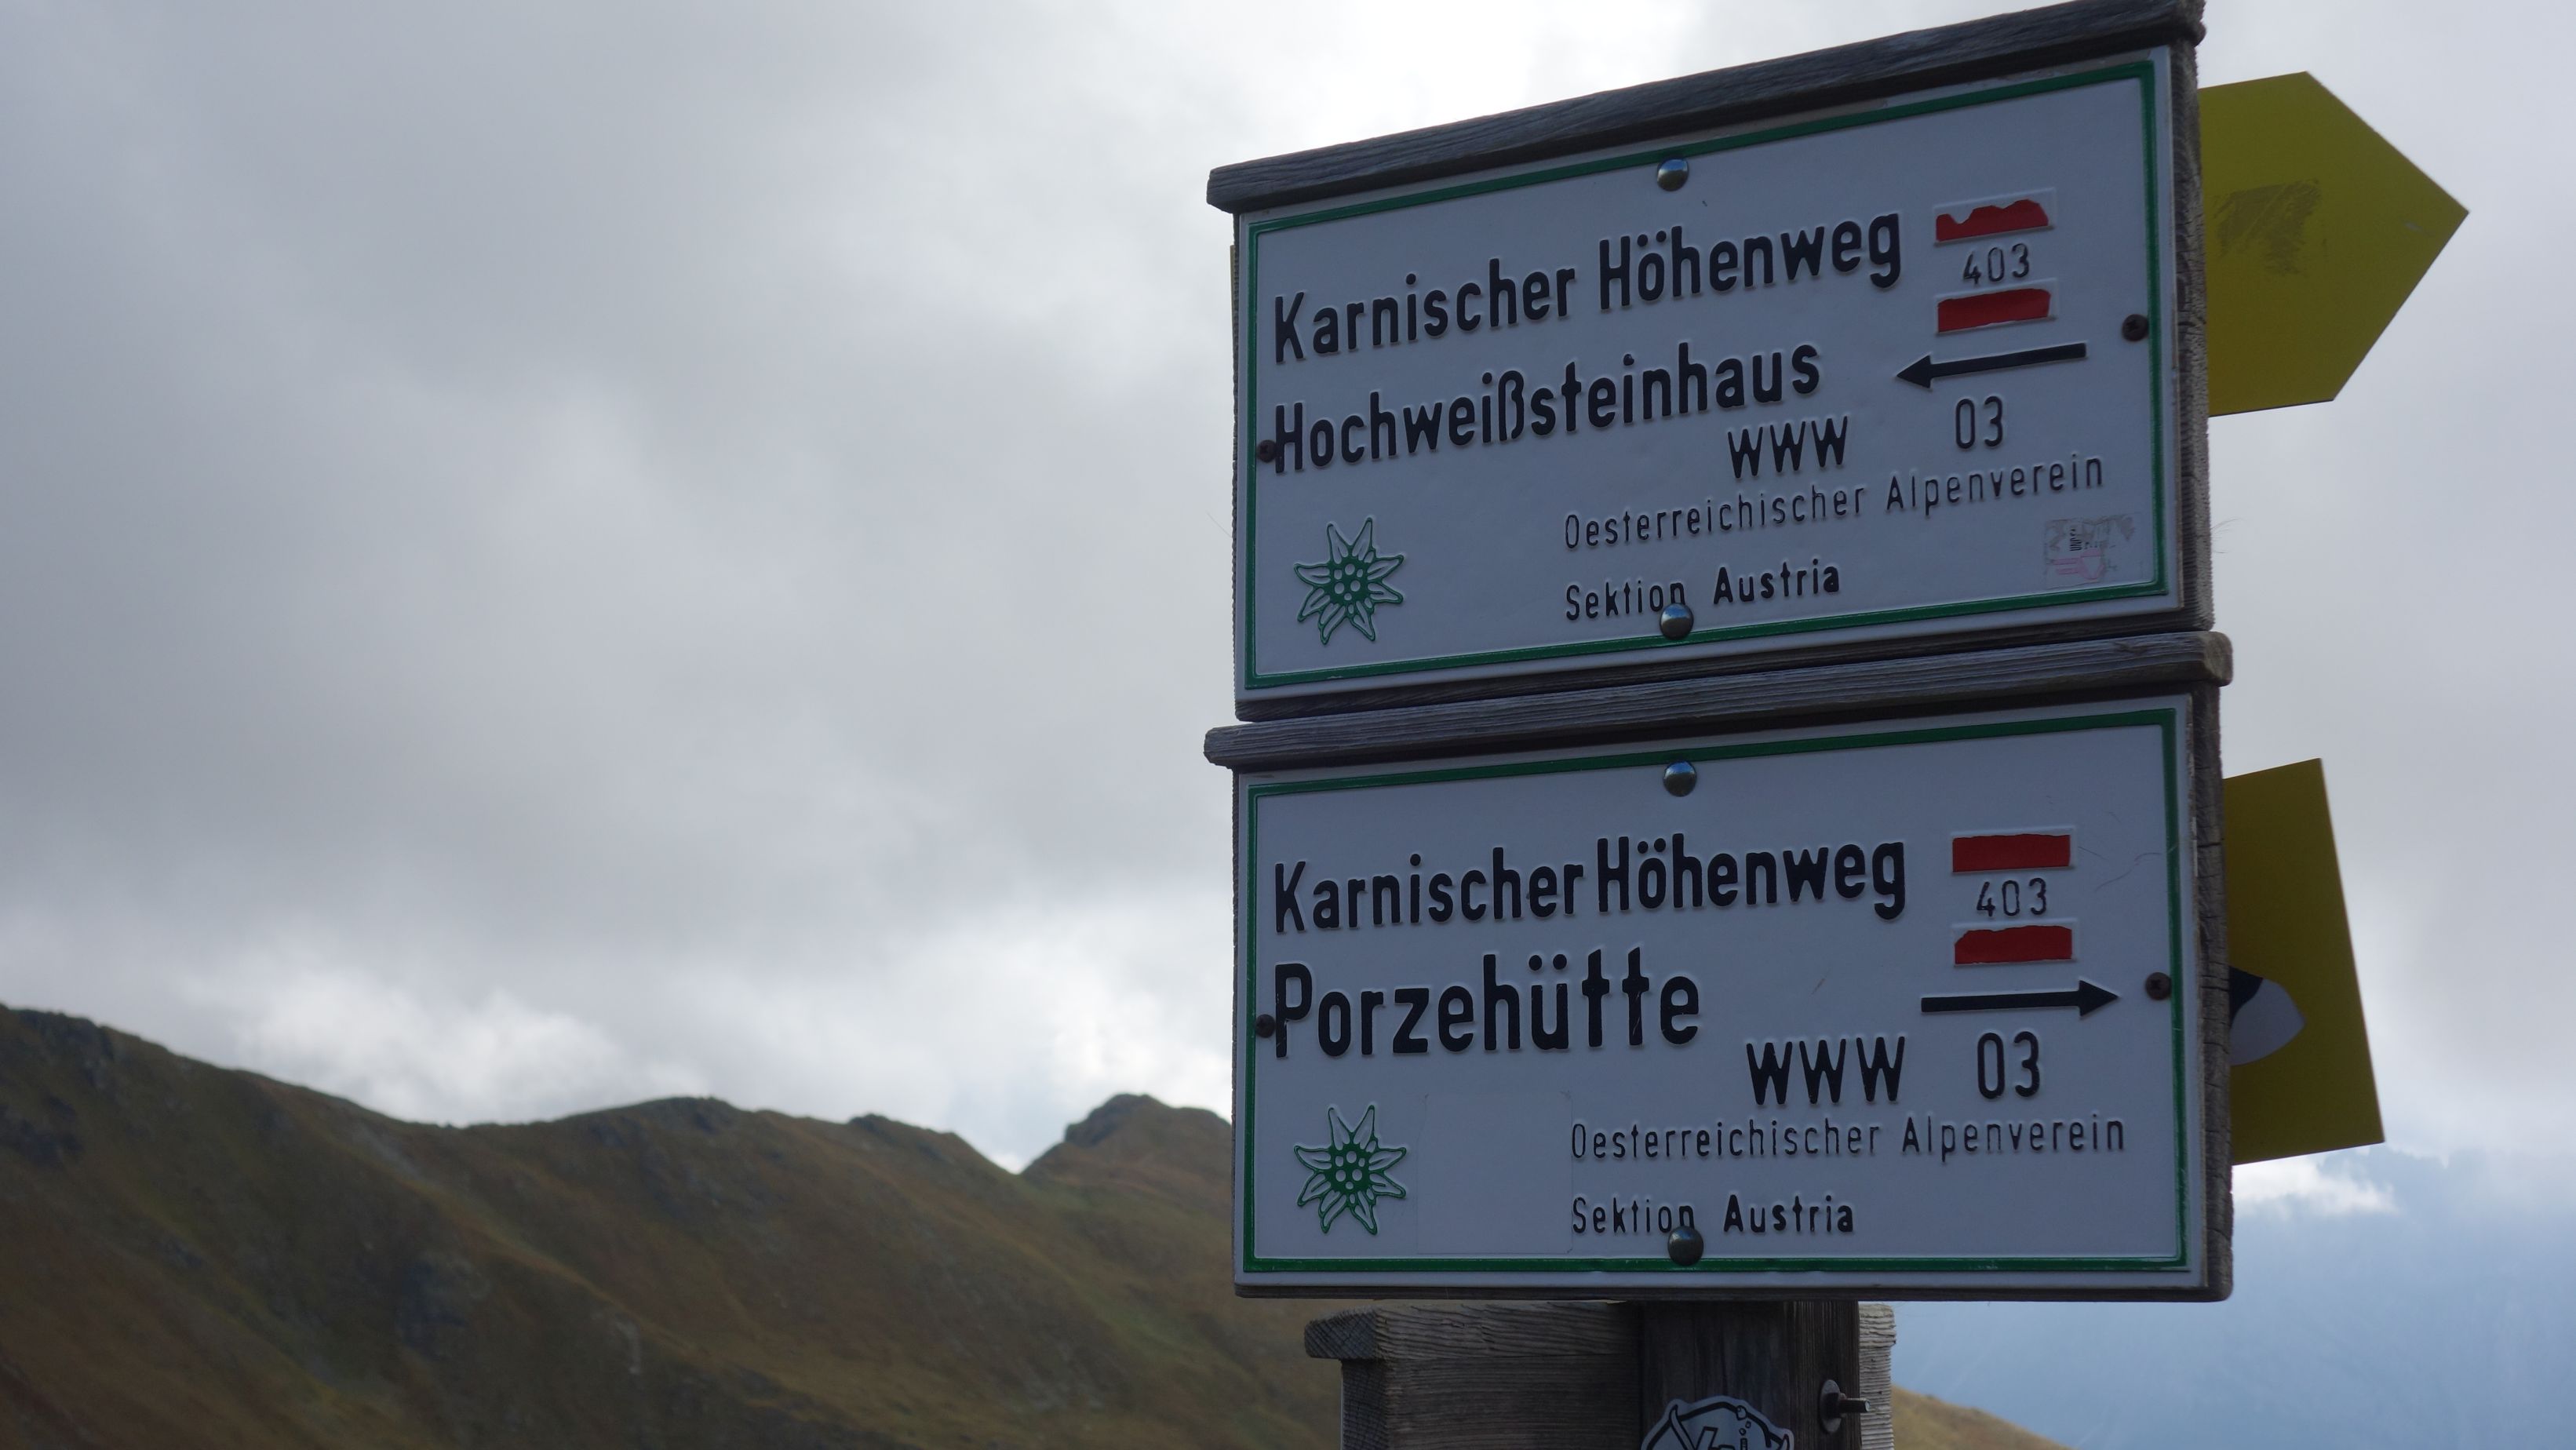 Karnischer Höhenweg
403
Hochweißsteinhaus
WWW 03
Oesterreichischer Alpenverein
Sektion Austria
Karnischer Höhenweg
403
Porzehütte
WWW 03
Oesterreichischer Alpenverein
Sektion Austria